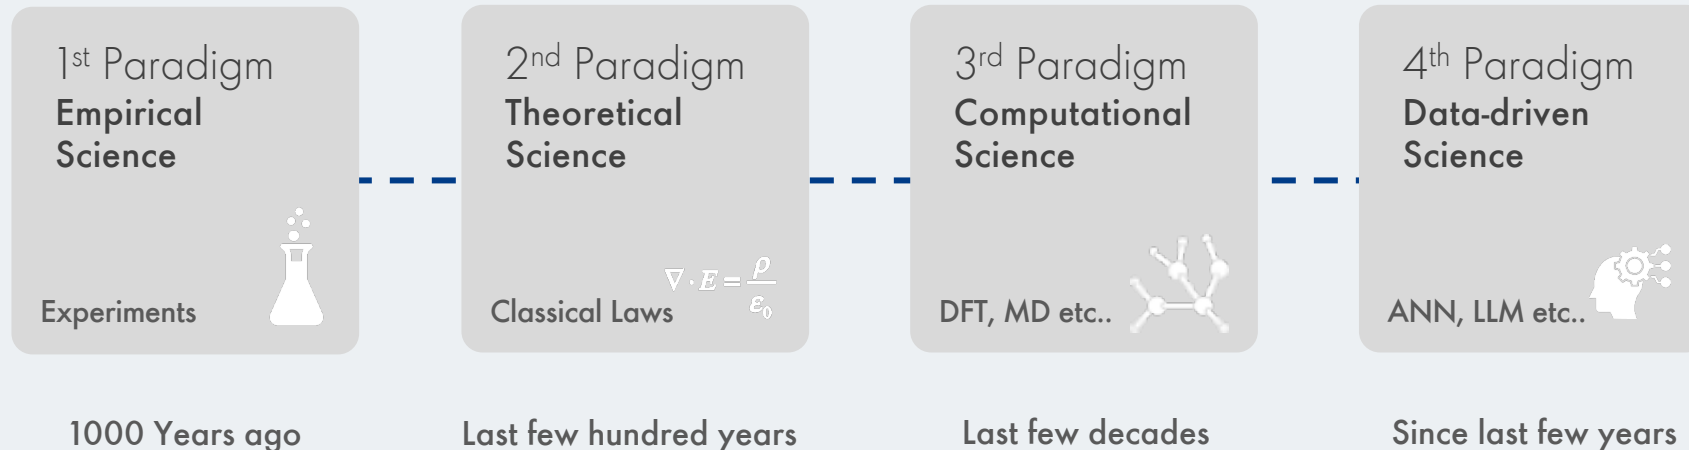 1st Paradigm
Empirical
Science
Experiments
1000 Years ago
2nd Paradigm
Theoretical
Science
∇ · E = ρ/ε₀
Classical Laws
Last few hundred years
3rd Paradigm
Computational
Science
DFT, MD etc..
Last few decades
4th Paradigm
Data-driven
Science
ANN, LLM etc..
Since last few years